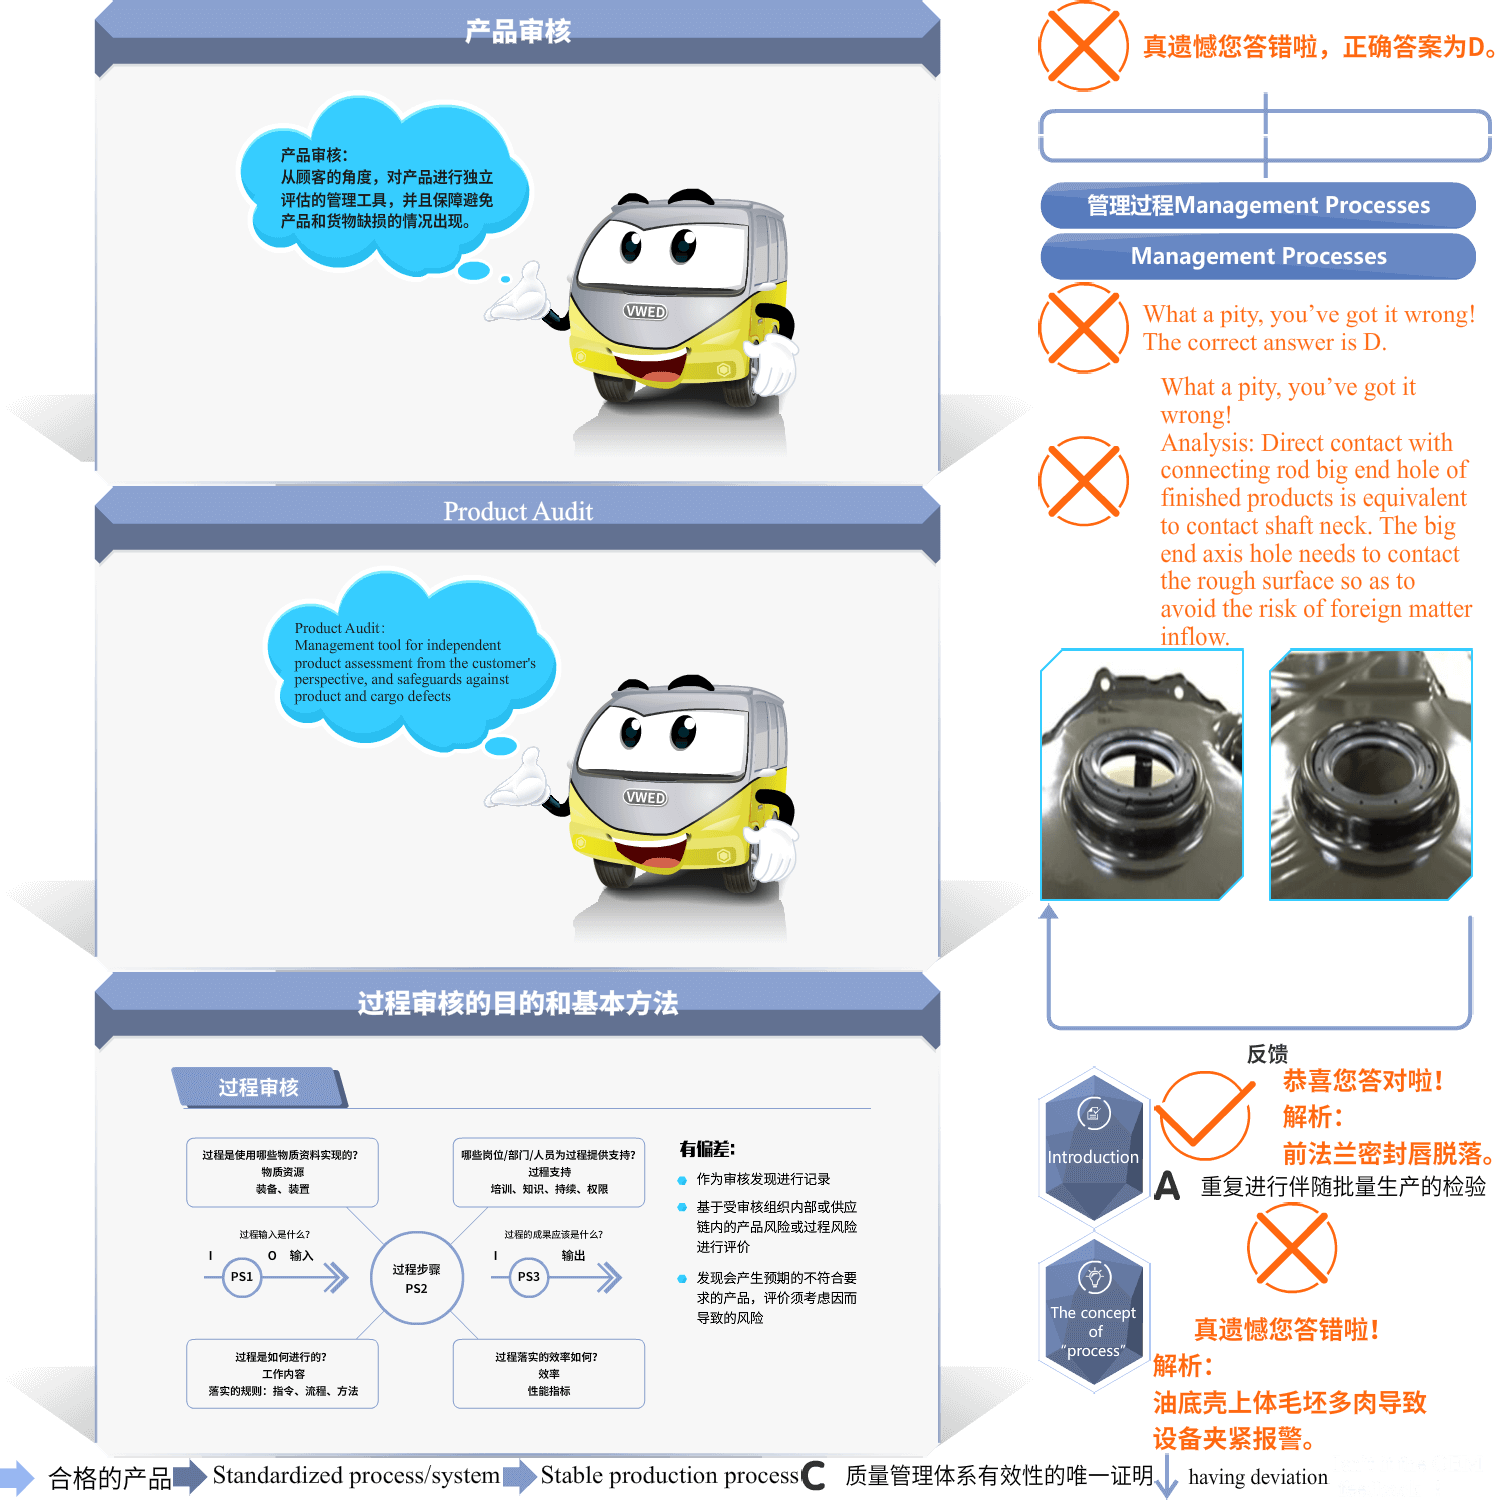 产品审核
产品审核：
从顾客的角度，对产品进行独立
评估的管理工具，并且保障避免
产品和货物缺损的情况出现。
VWED
Product Audit
Product Audit:
Management tool for independent
product assessment from the customer's
perspective, and safeguards against
product and cargo defects
VWED
过程审核的目的和基本方法
过程审核
过程是使用哪些物质资料实现的?
物质资源
装备、装置
哪些岗位/部门/人员为过程提供支持?
过程支持
培训、知识、持续、权限
过程输入是什么?
I O 输入
PS1
过程步骤
PS2
过程的成果应该是什么?
I 输出
PS3
过程是如何进行的?
工作内容
落实的规则：指令、流程、方法
过程落实的效率如何?
效率
性能指标
有偏差:
作为审核发现进行记录
基于受审核组织内部或供应
链内的产品风险或过程风险
进行评价
发现会产生预期的不符合要
求的产品，评价须考虑因而
导致的风险
真遗憾您答错啦，正确答案为D。
管理过程Management Processes
Management Processes
What a pity, you’ve got it wrong!
The correct answer is D.
What a pity, you’ve got it
wrong!
Analysis: Direct contact with
connecting rod big end hole of
finished products is equivalent
to contact shaft neck. The big
end axis hole needs to contact
the rough surface so as to
avoid the risk of foreign matter
inflow.
反馈
Introduction
恭喜您答对啦！
解析：
前法兰密封唇脱落。
A 重复进行伴随批量生产的检验
The concept
of
“process”
真遗憾您答错啦！
解析：
油底壳上体毛坯多肉导致
设备夹紧报警。
合格的产品
Standardized process/system
Stable production process
C 质量管理体系有效性的唯一证明
having deviation